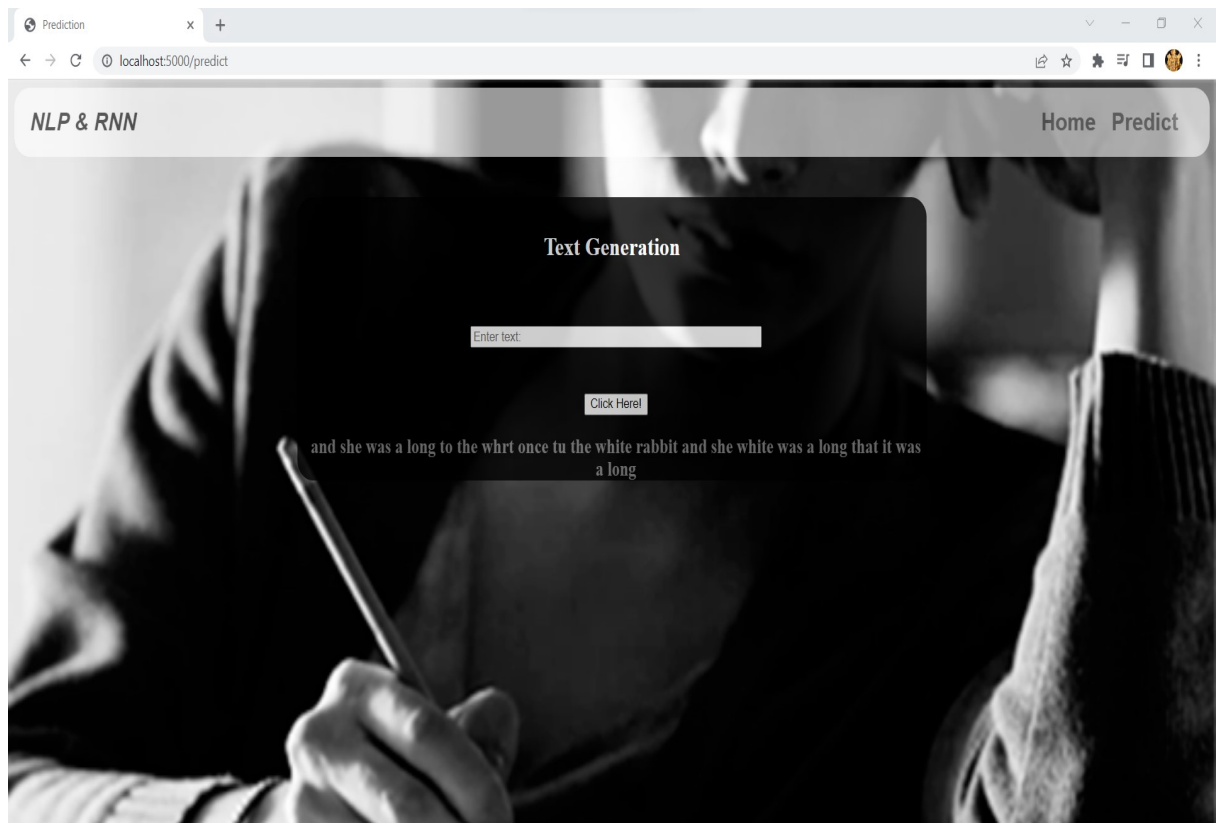 Prediction
localhost:5000/predict
NLP & RNN
Home Predict
Text Generation
Enter text:
Click Here!
and she was a long to the whrt once tu the white rabbit and she white was a long that it was
a long